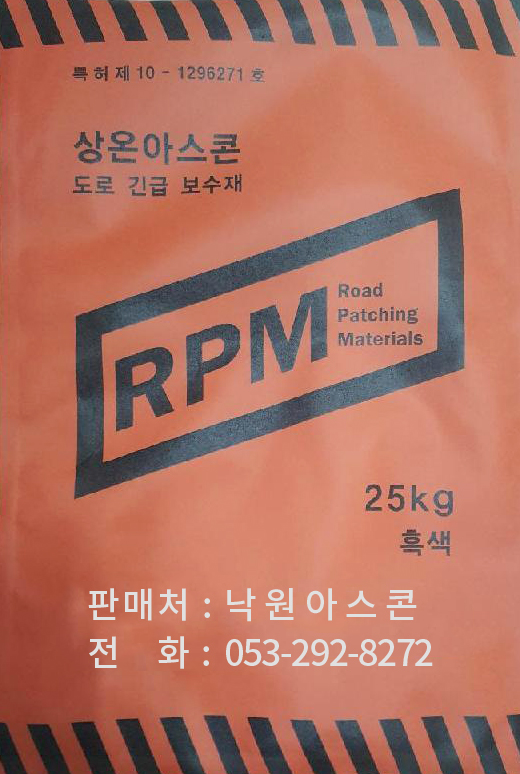 특허제10-1296271호
상온아스콘
도로 긴급 보수재
RPM
Road
Patching
Materials
25kg
흑색
판매처 : 낙원아스콘
전 화 : 053-292-8272